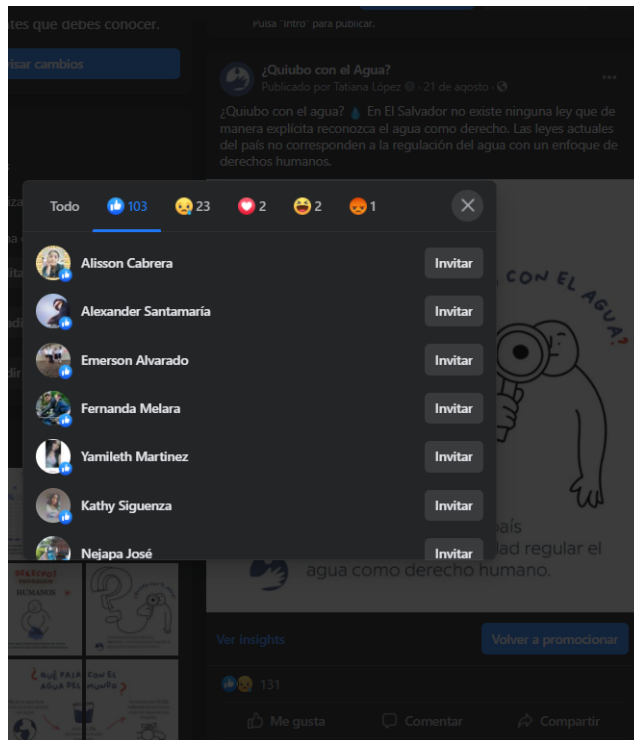 ntes que debes conocer.
Pulsa "Intro" para publicar.
isar cambios
¿Quiubo con el Agua?
Publicado por Tatiana López · 21 de agosto ·
¿Quiubo con el agua? 💧 En El Salvador no existe ninguna ley que de
manera explícita reconozca el agua como derecho. Las leyes actuales
del país no corresponden a la regulación del agua con un enfoque de
derechos humanos.
Todo 103 23 2 2 1
Alisson Cabrera Invitar
Alexander Santamaría Invitar
Emerson Alvarado Invitar
Fernanda Melara Invitar
Yamileth Martinez Invitar
Kathy Siguenza Invitar
Nejapa José Invitar
CON EL AGUA?
país
dad regular el
agua como derecho humano.
DERECHOS
HUMANOS
¿QUÉ PASA CON EL
AGUA DEL MUNDO?
Ver insights
Volver a promocionar
131
Me gusta Comentar Compartir